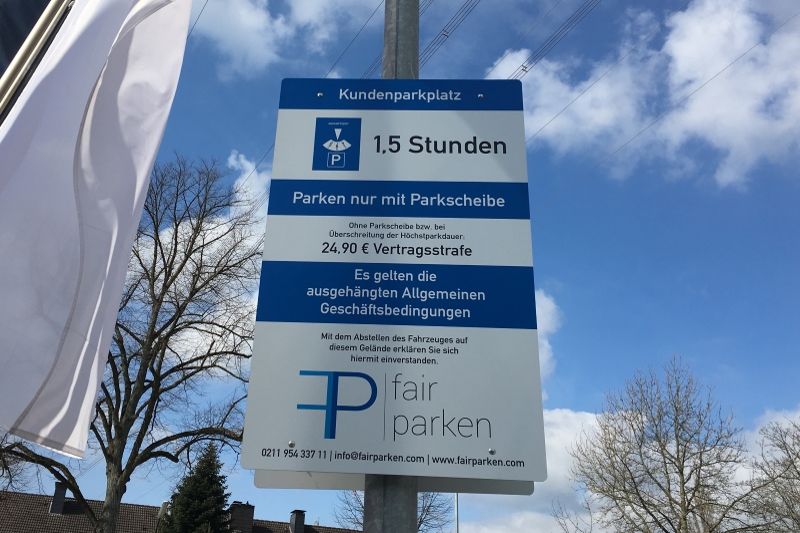 Kundenparkplatz
P
1,5 Stunden
Parken nur mit Parkscheibe
Ohne Parkscheibe bzw. bei
Überschreitung der Höchstparkdauer:
24,90 € Vertragsstrafe
Es gelten die
ausgehängten Allgemeinen
Geschäftsbedingungen
Mit dem Abstellen des Fahrzeuges auf
diesem Gelände erklären Sie sich
hiermit einverstanden.
fair
parken
0211 954 337 11 | info@fairparken.com | www.fairparken.com